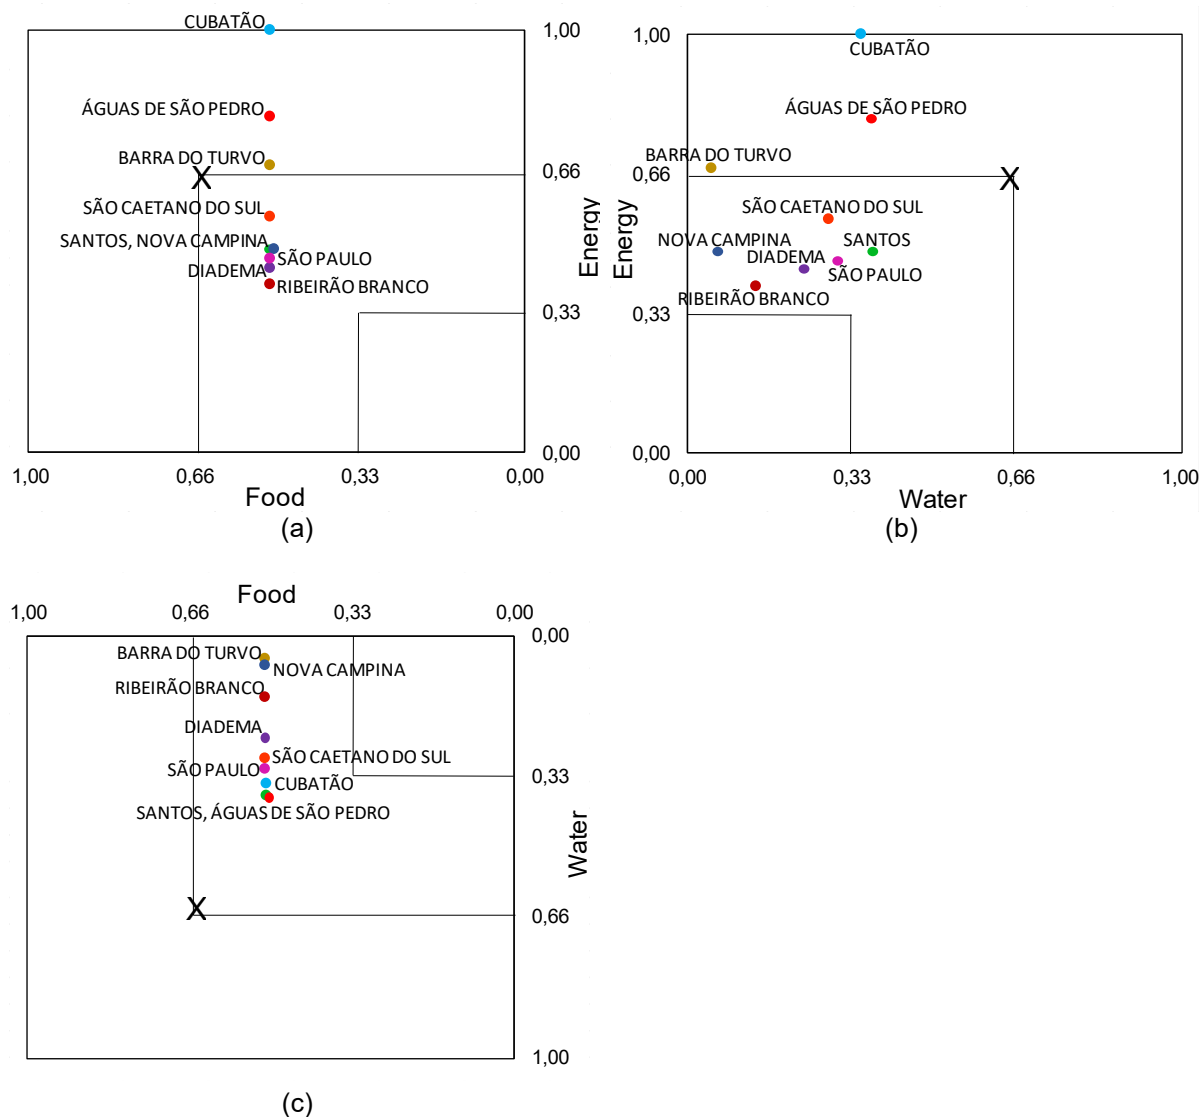 CUBATÃO
1,00
ÁGUAS DE SÃO PEDRO
BARRA DO TURVO
X
0,66
SÃO CAETANO DO SUL
SANTOS, NOVA CAMPINA
SÃO PAULO
DIADEMA
RIBEIRÃO BRANCO
Energy
0,33
0,00
1,00
0,66
0,33
0,00
Food
(a)
1,00
CUBATÃO
ÁGUAS DE SÃO PEDRO
BARRA DO TURVO
0,66
X
SÃO CAETANO DO SUL
Energy
NOVA CAMPINA
SANTOS
DIADEMA
SÃO PAULO
RIBEIRÃO BRANCO
0,33
0,00
0,00
0,33
0,66
1,00
Water
(b)
Food
1,00
0,66
0,33
0,00
0,00
BARRA DO TURVO
NOVA CAMPINA
RIBEIRÃO BRANCO
DIADEMA
SÃO CAETANO DO SUL
SÃO PAULO
0,33
CUBATÃO
SANTOS, ÁGUAS DE SÃO PEDRO
Water
X
0,66
1,00
(c)